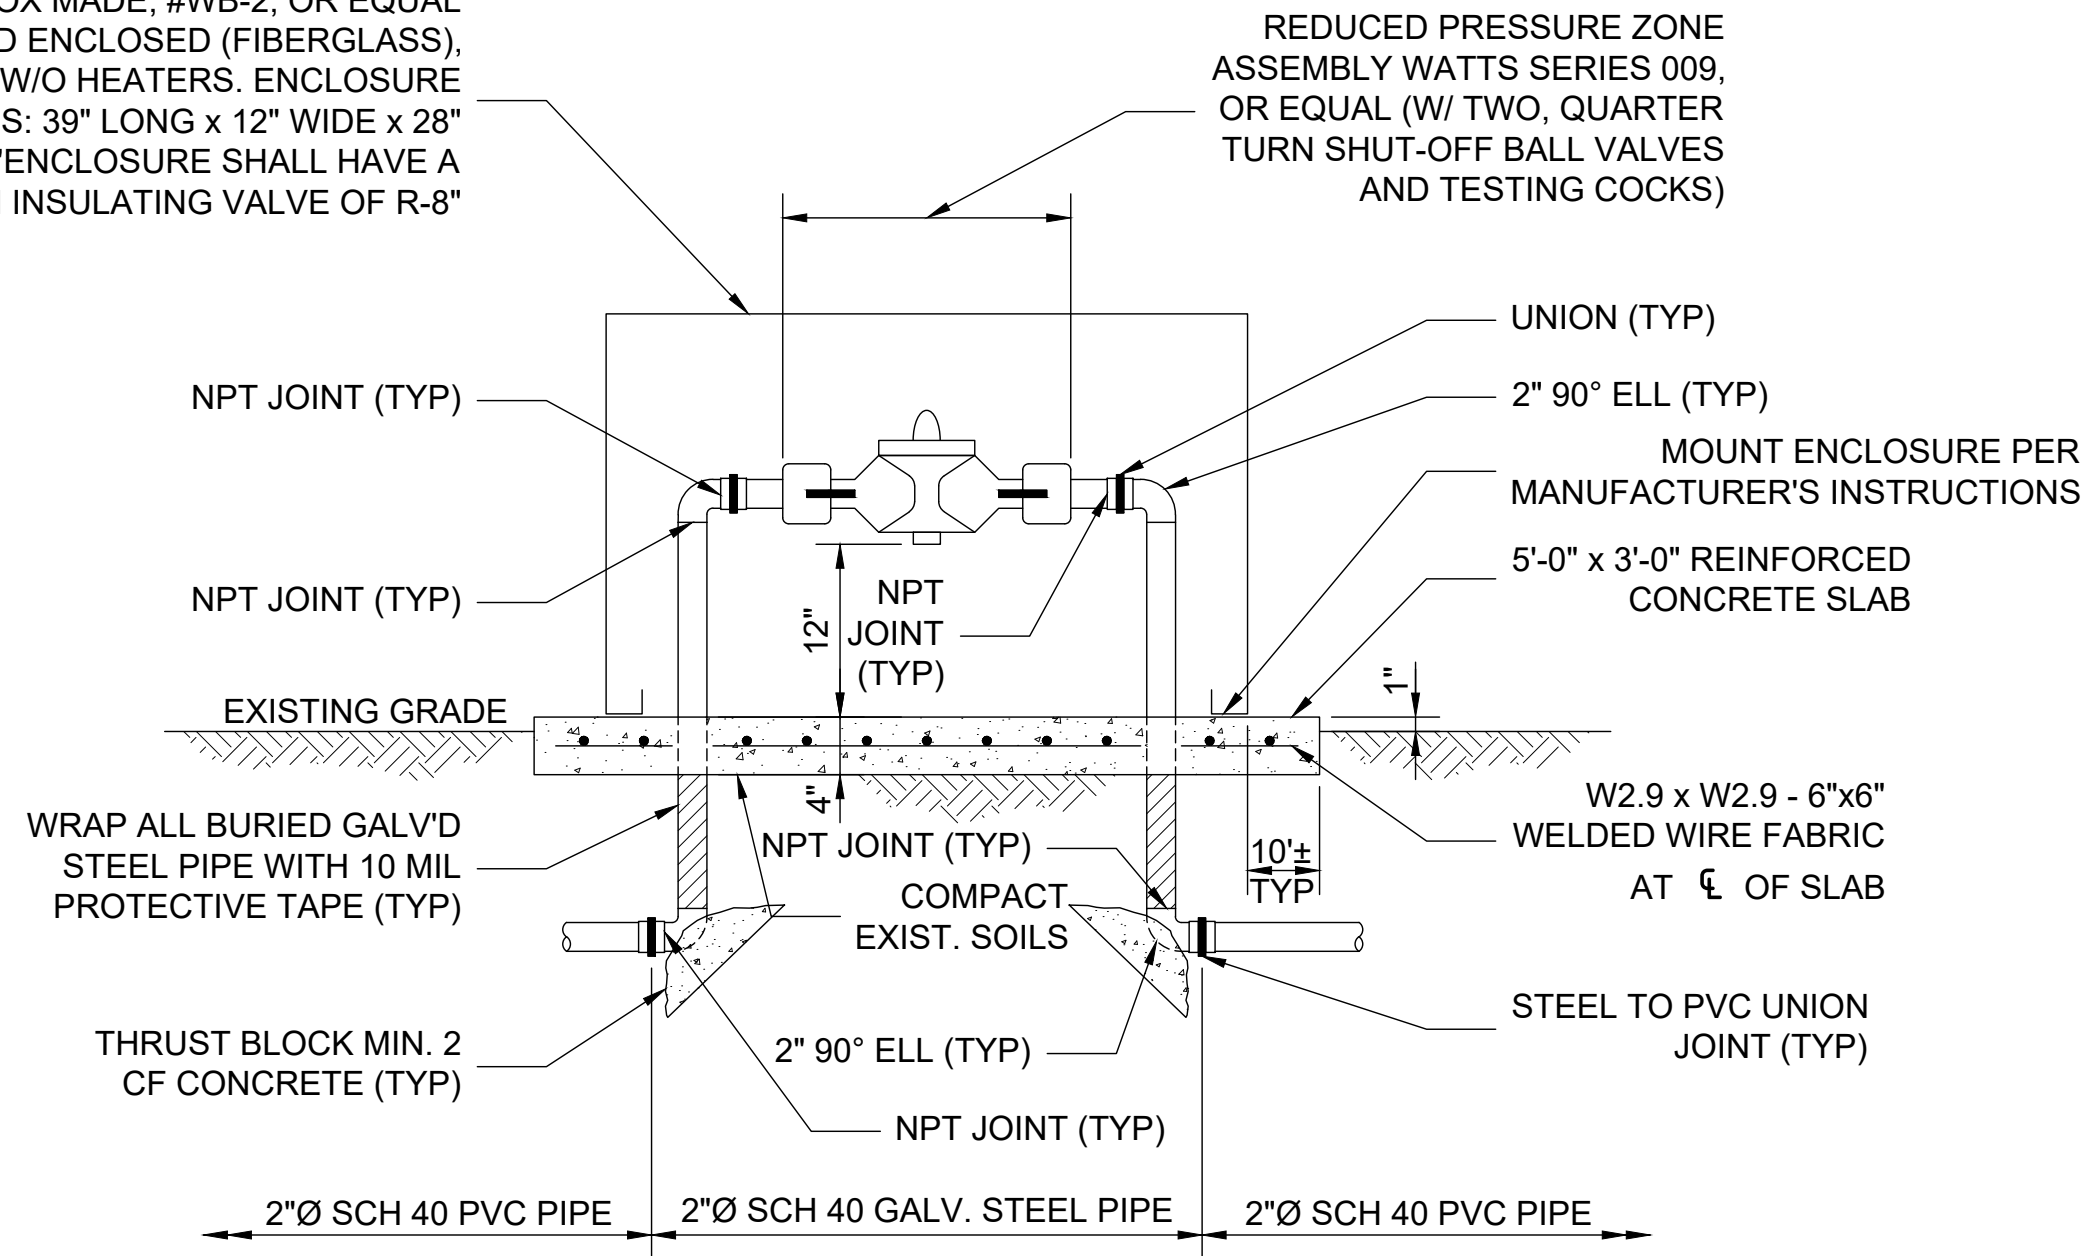 OX MADE, #WB-2, OR EQUAL
ENCLOSED (FIBERGLASS),
W/O HEATERS. ENCLOSURE
S: 39" LONG x 12" WIDE x 28"
"ENCLOSURE SHALL HAVE A
INSULATING VALVE OF R-8"
REDUCED PRESSURE ZONE
ASSEMBLY WATTS SERIES 009,
OR EQUAL (W/ TWO, QUARTER
TURN SHUT-OFF BALL VALVES
AND TESTING COCKS)
UNION (TYP)
NPT JOINT (TYP)
2" 90° ELL (TYP)
MOUNT ENCLOSURE PER
MANUFACTURER'S INSTRUCTIONS
5'-0" x 3'-0" REINFORCED
CONCRETE SLAB
NPT JOINT (TYP)
12"
NPT
JOINT
(TYP)
1"
EXISTING GRADE
4"
WRAP ALL BURIED GALV'D
STEEL PIPE WITH 10 MIL
PROTECTIVE TAPE (TYP)
NPT JOINT (TYP)
COMPACT
EXIST. SOILS
10'±
TYP
W2.9 x W2.9 - 6"x6"
WELDED WIRE FABRIC
AT ℄ OF SLAB
THRUST BLOCK MIN. 2
CF CONCRETE (TYP)
2" 90° ELL (TYP)
STEEL TO PVC UNION
JOINT (TYP)
NPT JOINT (TYP)
2"Ø SCH 40 PVC PIPE
2"Ø SCH 40 GALV. STEEL PIPE
2"Ø SCH 40 PVC PIPE